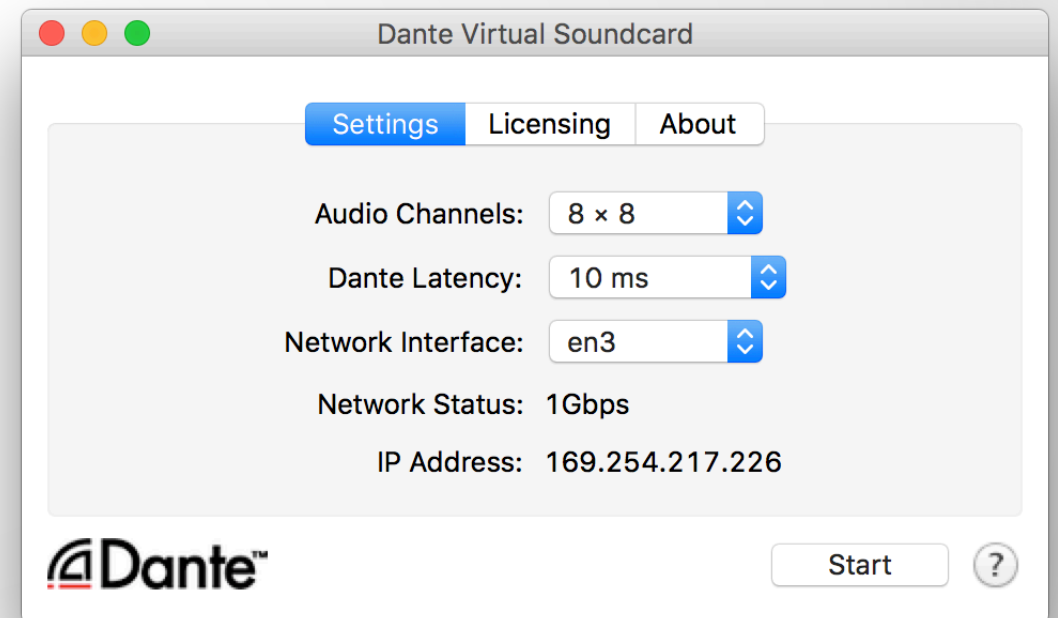 Dante Virtual Soundcard
Settings Licensing About
Audio Channels: 8 × 8
Dante Latency: 10 ms
Network Interface: en3
Network Status: 1Gbps
IP Address: 169.254.217.226
Dante™ Start ?